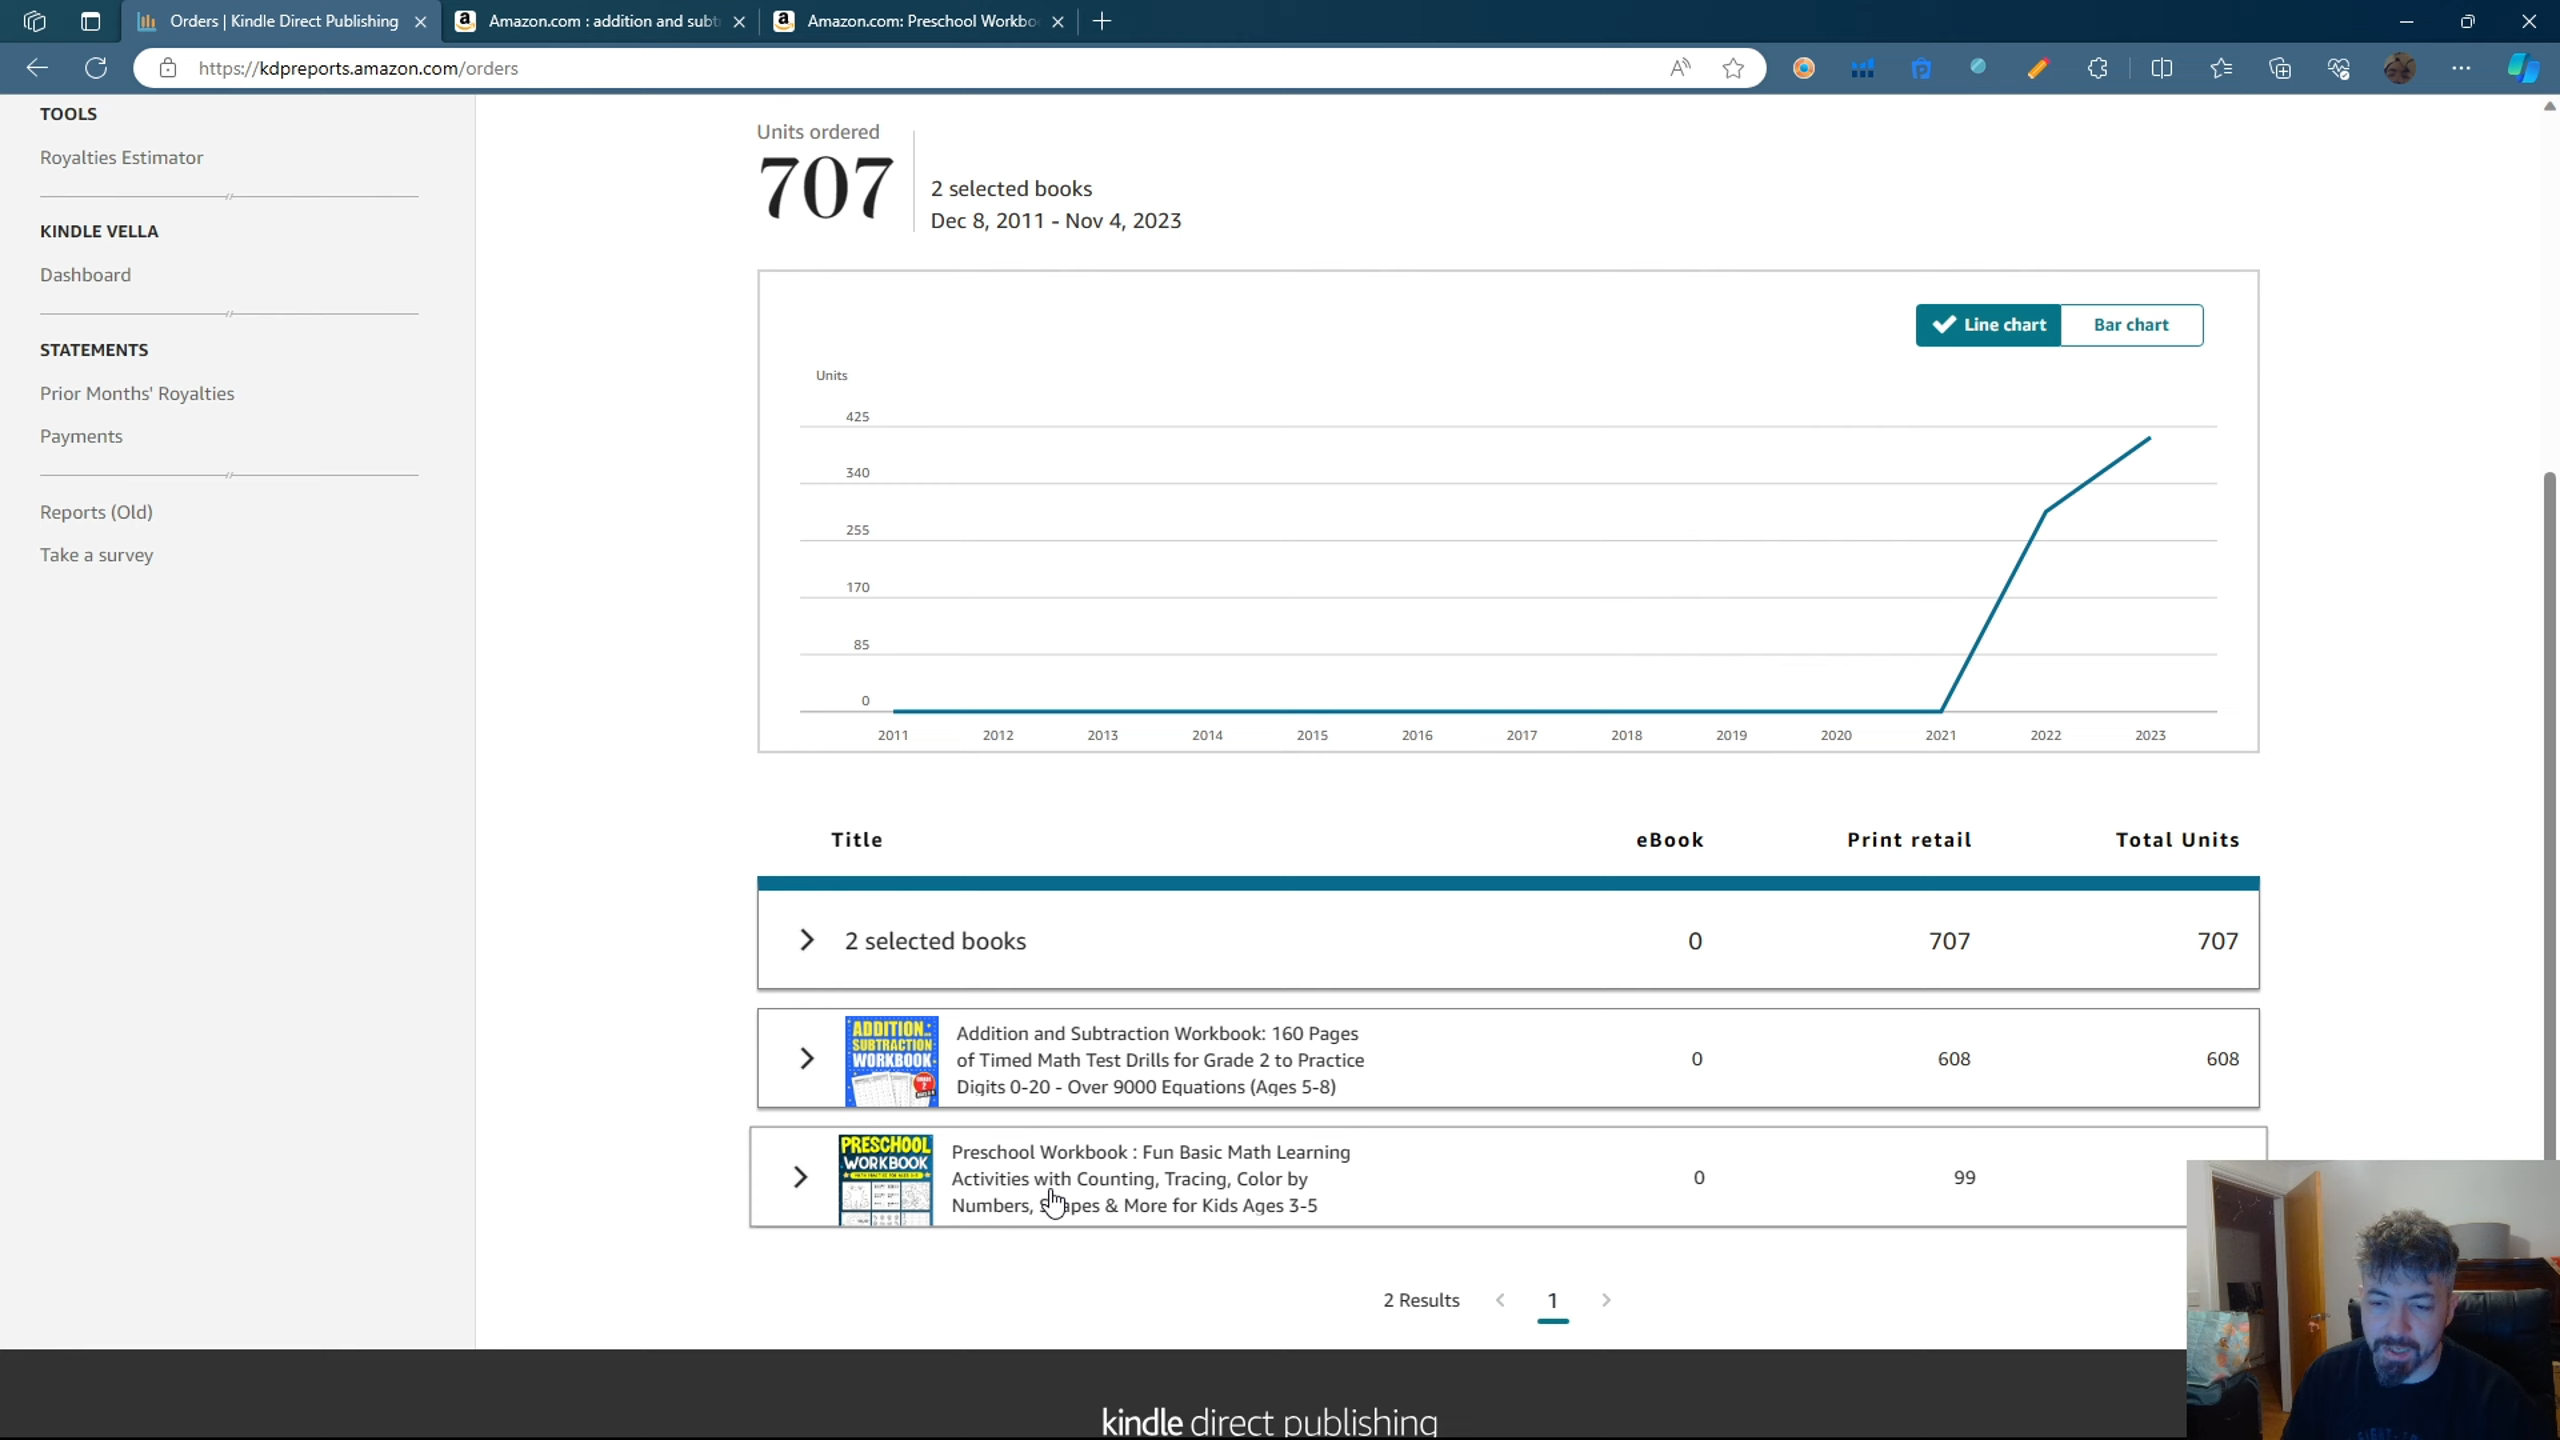 Orders | Kindle Direct Publishing
Amazon.com : addition and subt
Amazon.com: Preschool Workbo
https://kdpreports.amazon.com/orders
TOOLS
Royalties Estimator
KINDLE VELLA
Dashboard
STATEMENTS
Prior Months' Royalties
Payments
Reports (Old)
Take a survey
Units ordered
707
2 selected books
Dec 8, 2011 - Nov 4, 2023
Line chart
Bar chart
Units
425
340
255
170
85
0
2011 2012 2013 2014 2015 2016 2017 2018 2019 2020 2021 2022 2023
Title eBook Print retail Total Units
2 selected books 0 707 707
ADDITION AND
SUBTRACTION
WORKBOOK
Addition and Subtraction Workbook: 160 Pages
of Timed Math Test Drills for Grade 2 to Practice
Digits 0-20 - Over 9000 Equations (Ages 5-8)
0 608 608
PRESCHOOL
WORKBOOK
Preschool Workbook : Fun Basic Math Learning
Activities with Counting, Tracing, Color by
Numbers, Shapes & More for Kids Ages 3-5
0 99
2 Results
1
kindle direct publishing